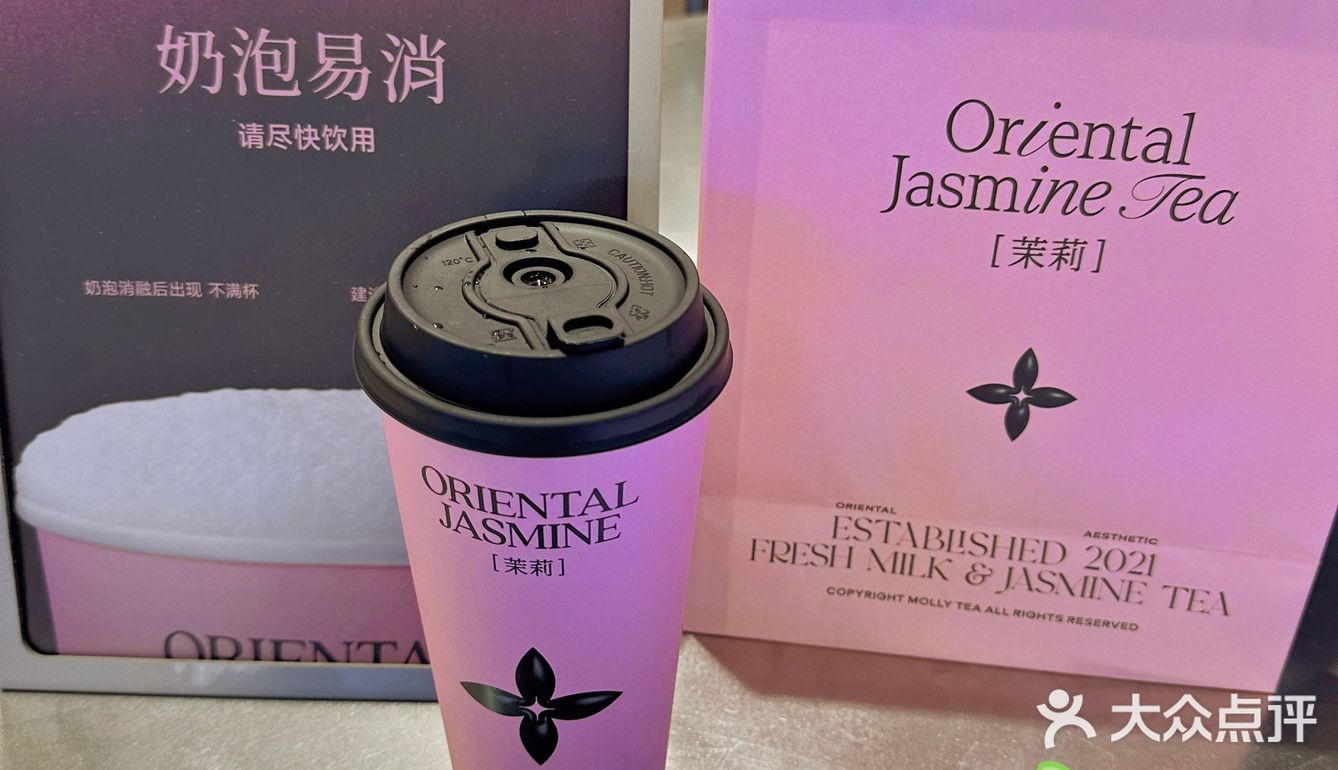 奶泡易消
请尽快饮用
奶泡消融后出现 不满杯
建
ORIENTA
120°C
CAUTION HOT
ORIENTAL
JASMINE
[茉莉]
Oriental
Jasmine Tea
[茉莉]
ORIENTAL
AESTHETIC
ESTABLISHED 2021
FRESH MILK & JASMINE TEA
COPYRIGHT MOLLY TEA ALL RIGHTS RESERVED
大众点评